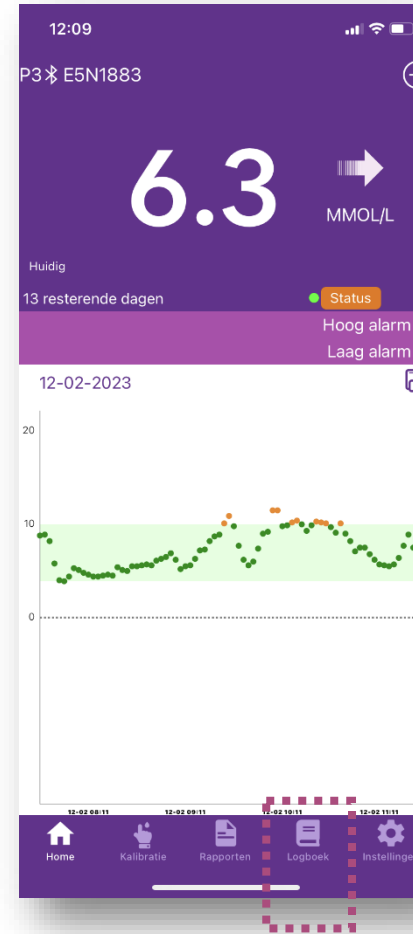 12:09
P3 E5N1883
6.3
MMOL/L
Huidig
13 resterende dagen
Status
Hoog alarm
Laag alarm
12-02-2023
20
10
0
12-02 08:11 12-02 09:11 12-02 10:11 12-02 11:11
Home Kalibratie Rapporten Logboek Instellinge